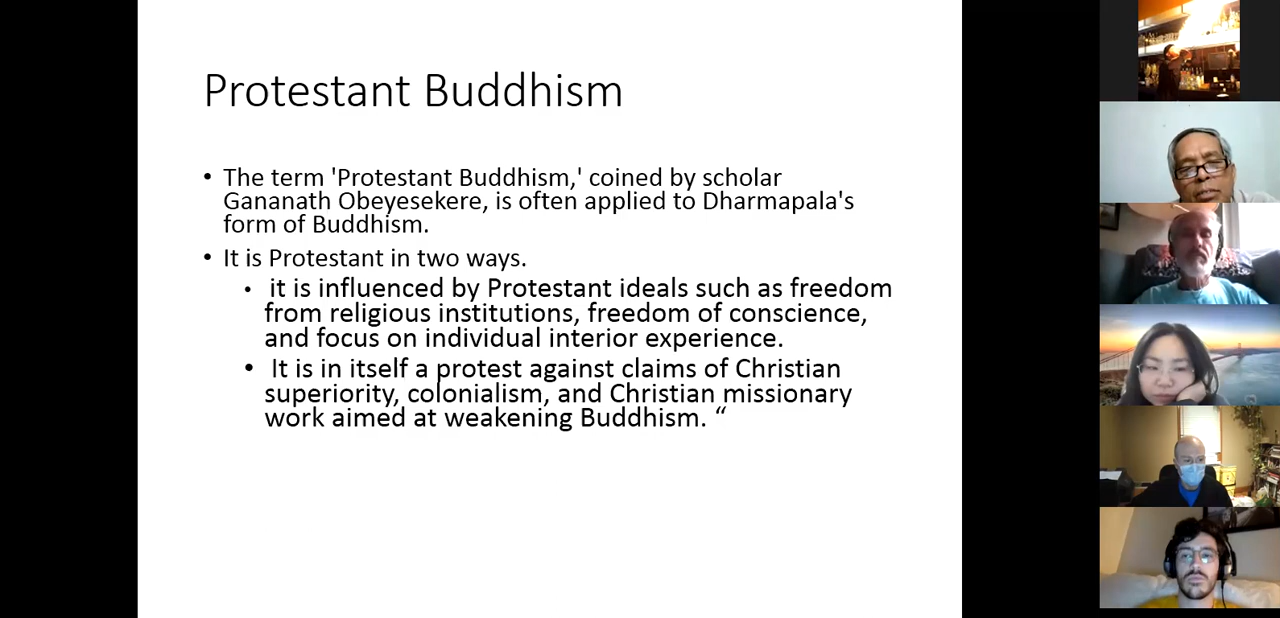 Protestant Buddhism
• The term 'Protestant Buddhism,' coined by scholar
Gananath Obeyesekere, is often applied to Dharmapala's
form of Buddhism.
• It is Protestant in two ways.
• it is influenced by Protestant ideals such as freedom
from religious institutions, freedom of conscience,
and focus on individual interior experience.
• It is in itself a protest against claims of Christian
superiority, colonialism, and Christian missionary
work aimed at weakening Buddhism. “